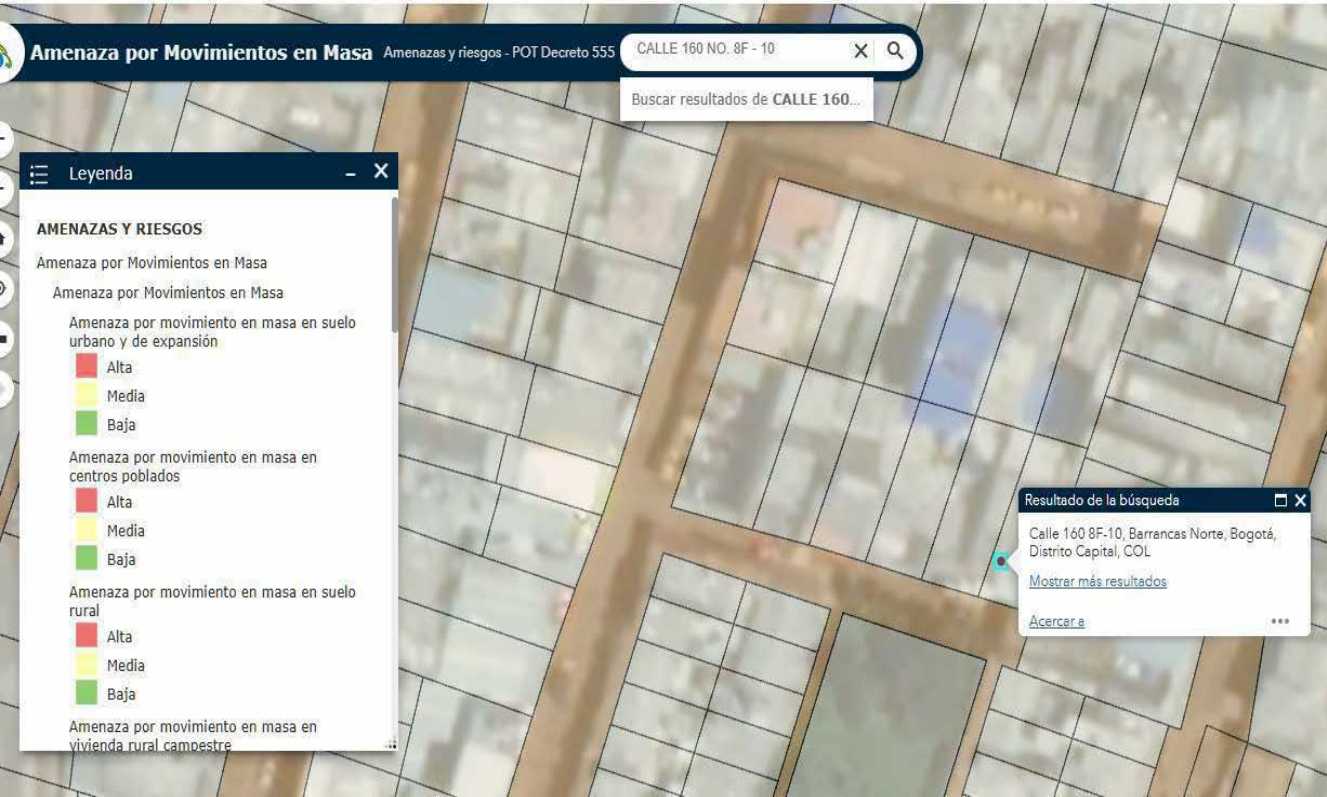 Amenaza por Movimientos en Masa Amenazas y riesgos - POT Decreto 555
CALLE 160 NO. 8F - 10
Buscar resultados de CALLE 160...
Leyenda
AMENAZAS Y RIESGOS
Amenaza por Movimientos en Masa
Amenaza por Movimientos en Masa
Amenaza por movimiento en masa en suelo
urbano y de expansión
Alta
Media
Baja
Amenaza por movimiento en masa en
centros poblados
Alta
Media
Baja
Amenaza por movimiento en masa en suelo
rural
Alta
Media
Baja
Amenaza por movimiento en masa en
vivienda rural campestre
Resultado de la búsqueda
Calle 160 8F-10, Barrancas Norte, Bogotá,
Distrito Capital, COL
Mostrar más resultados
Acercar a